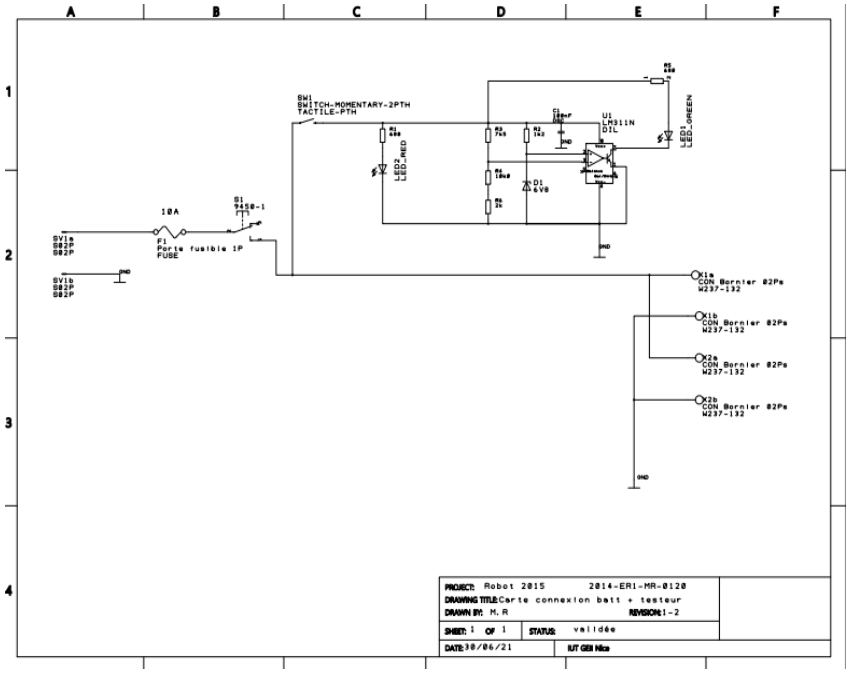 A B C D E F
1
R5
680
SW1
SWITCH-MOMENTARY-2PTH
TACTILE-PTH
C1
100nF
U1
LM311N
DIL
LED1
LED_GREEN
R1
680
R3
7k5
R2
1k2
GND
LED2
LED_RED
R4
D1
6V8
R6
2k
2
10A
S1
9450-1
SV1a
S02P
S02P
F1
Porte fusible 1P
FUSE
GND
GND
SV1b
S02P
S02P
X1a
CON Bornier 02Ps
W237-132
X1b
CON Bornier 02Ps
W237-132
X2a
CON Bornier 02Ps
W237-132
3
X2b
CON Bornier 02Ps
W237-132
GND
4
PROJECT: Robot 2015 2014-ER1-MR-0120
DRAWING TITLE: Carte connexion batt + testeur
DRAWN BY: M.R REVISION: 1-2
SHEET: 1 OF 1 STATUS: validée
DATE: 30/06/21 IUT GEII Nice